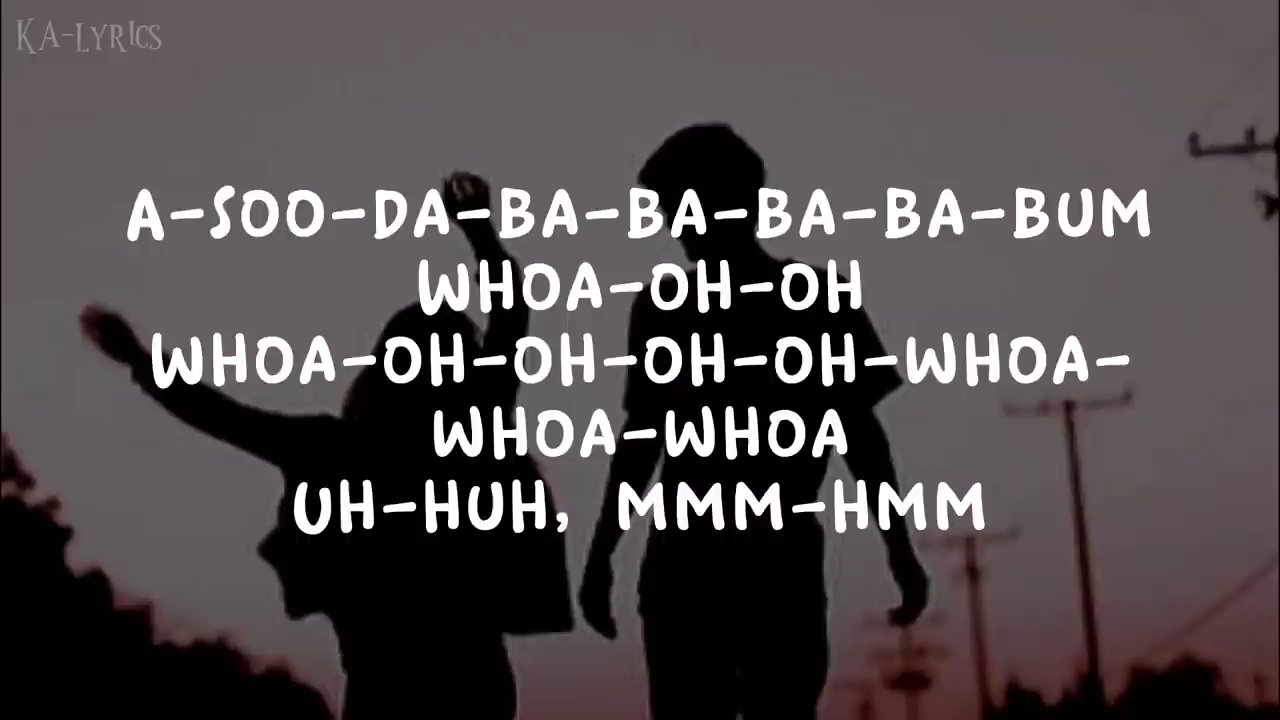 KA-LYRICS
A-SOO-DA-BA-BA-BA-BA-BUM
WHOA-OH-OH
WHOA-OH-OH-OH-OH-WHOA-
WHOA-WHOA
UH-HUH, MMM-HMM